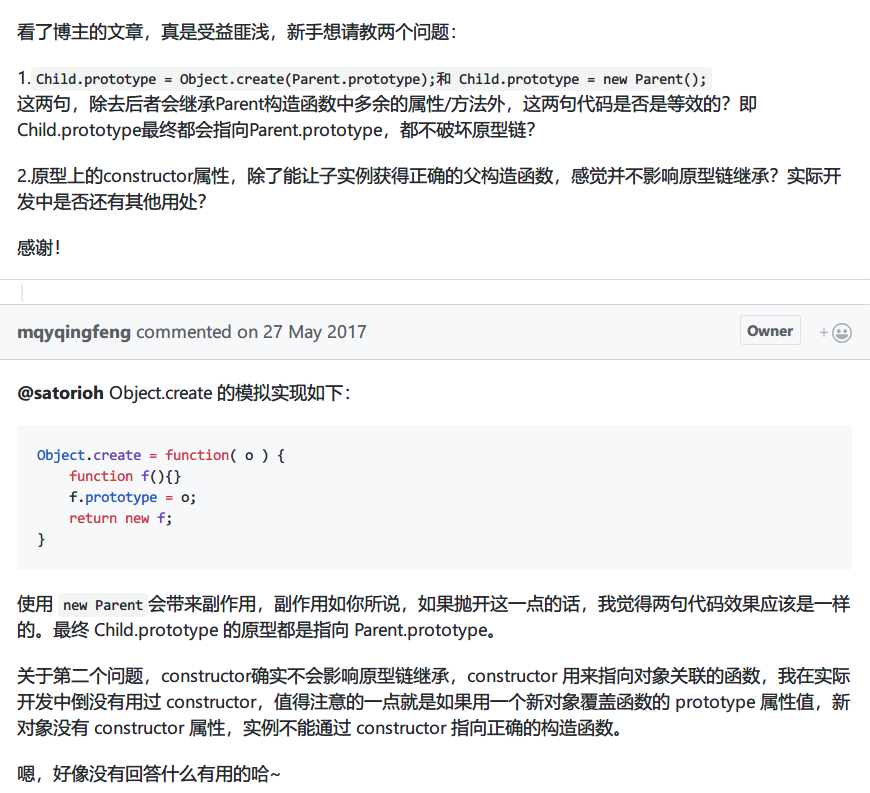 看了博主的文章，真是受益匪浅，新手想请教两个问题：
1. Child.prototype = Object.create(Parent.prototype);和 Child.prototype = new Parent();
这两句，除去后者会继承Parent构造函数中多余的属性/方法外，这两句代码是否是等效的？即
Child.prototype最终都会指向Parent.prototype，都不破坏原型链？
2.原型上的constructor属性，除了能让子实例获得正确的父构造函数，感觉并不影响原型链继承？实际开
发中是否还有其他用处？
感谢！
mqyqingfeng commented on 27 May 2017 Owner +
@satorioh Object.create 的模拟实现如下：
Object.create = function( o ) {
    function f(){}
    f.prototype = o;
    return new f;
}
使用 new Parent 会带来副作用，副作用如你所说，如果抛开这一点的话，我觉得两句代码效果应该是一样
的。最终 Child.prototype 的原型都是指向 Parent.prototype。
关于第二个问题，constructor确实不会影响原型链继承，constructor 用来指向对象关联的函数，我在实际
开发中倒没有用过 constructor，值得注意的一点就是如果用一个新对象覆盖函数的 prototype 属性值，新
对象没有 constructor 属性，实例不能通过 constructor 指向正确的构造函数。
嗯，好像没有回答什么有用的哈~